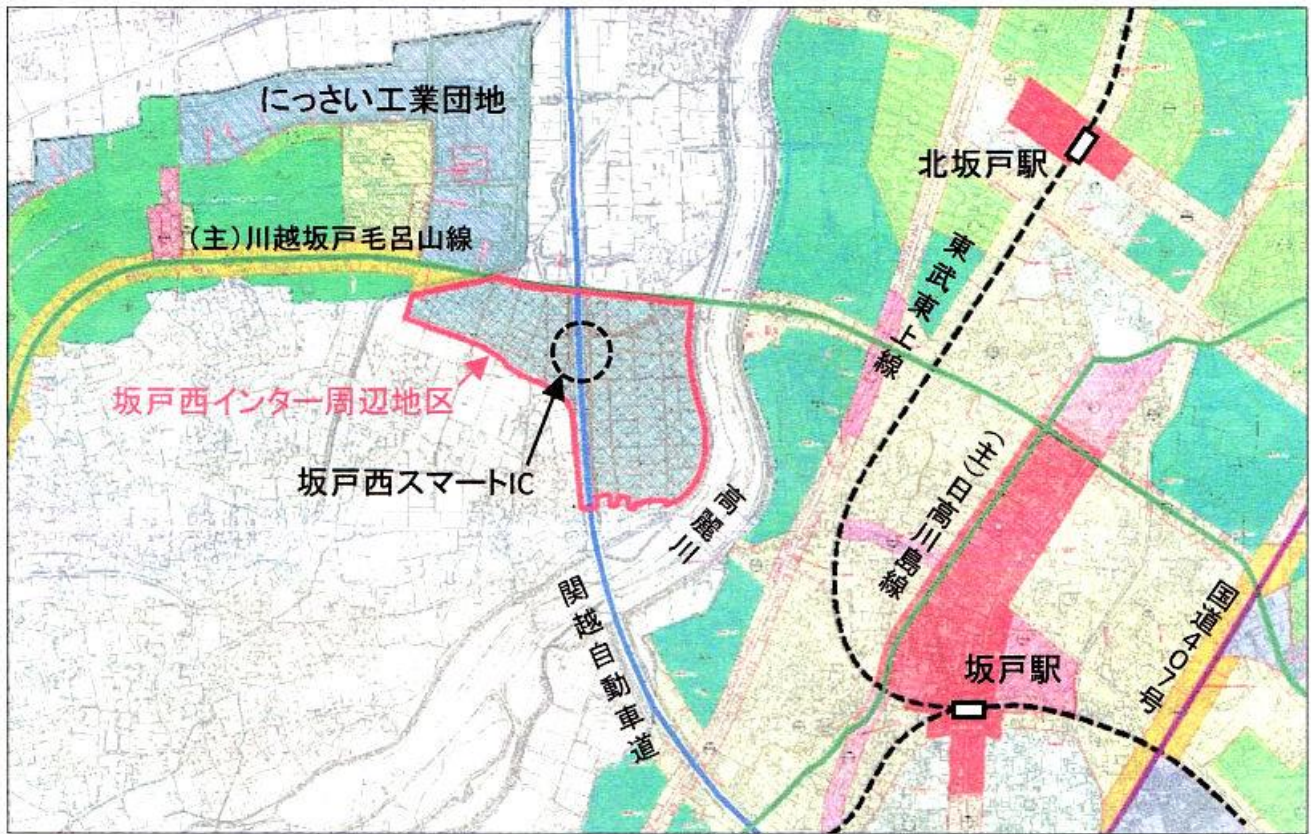 にっさい工業団地
北坂戸駅
(主)川越坂戸毛呂山線
東武東上線
坂戸西インター周辺地区
坂戸西スマートIC
高麗川
(主)日高川島線
関越自動車道
坂戸駅
国道407号